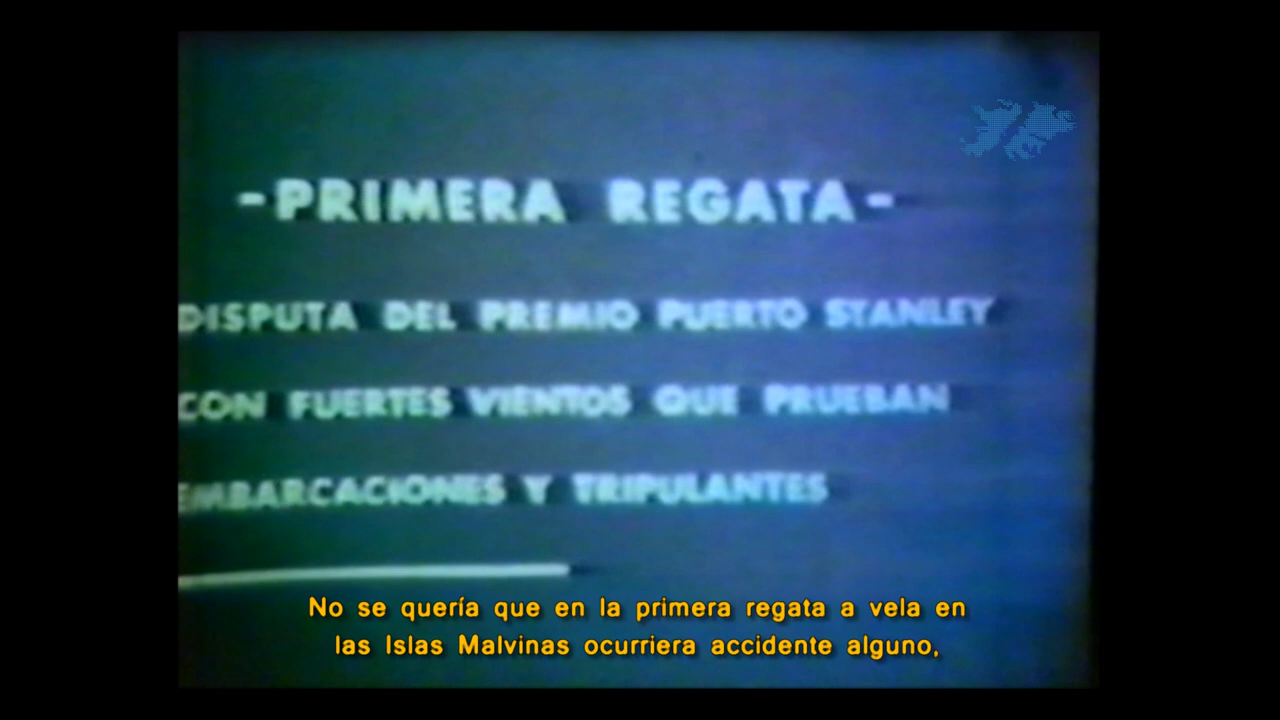 -PRIMERA REGATA-
DISPUTA DEL PREMIO PUERTO STANLEY
CON FUERTES VIENTOS QUE PRUEBAN
EMBARCACIONES Y TRIPULANTES
No se quería que en la primera regata a vela en
las Islas Malvinas ocurriera accidente alguno,